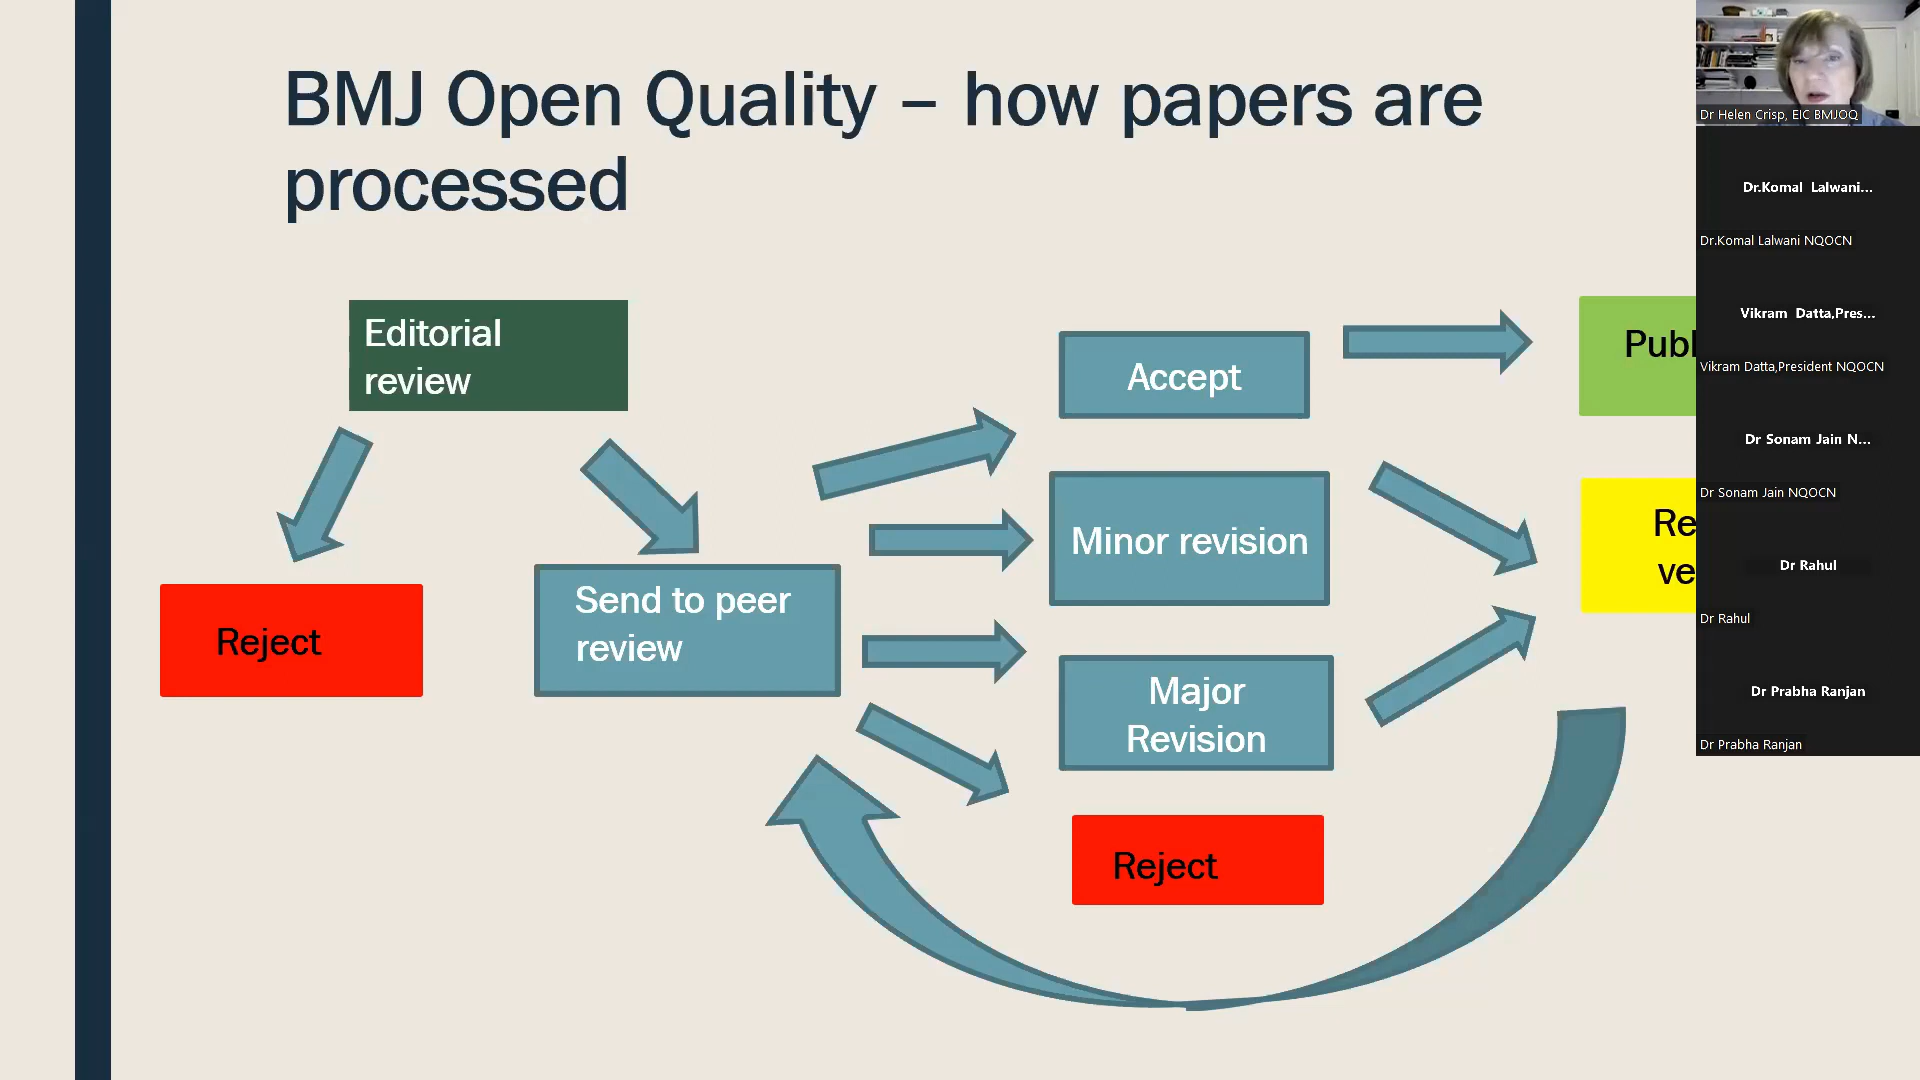 BMJ Open Quality – how papers are
processed
Editorial
review
Reject
Send to peer
review
Accept
Minor revision
Major
Revision
Reject
Publ
Re
ve
Dr Helen Crisp, EIC BMJOQ
Dr.Komal Lalwani...
Dr.Komal Lalwani NQOCN
Vikram Datta,Pres...
Vikram Datta,President NQOCN
Dr Sonam Jain N...
Dr Sonam Jain NQOCN
Dr Rahul
Dr Rahul
Dr Prabha Ranjan
Dr Prabha Ranjan